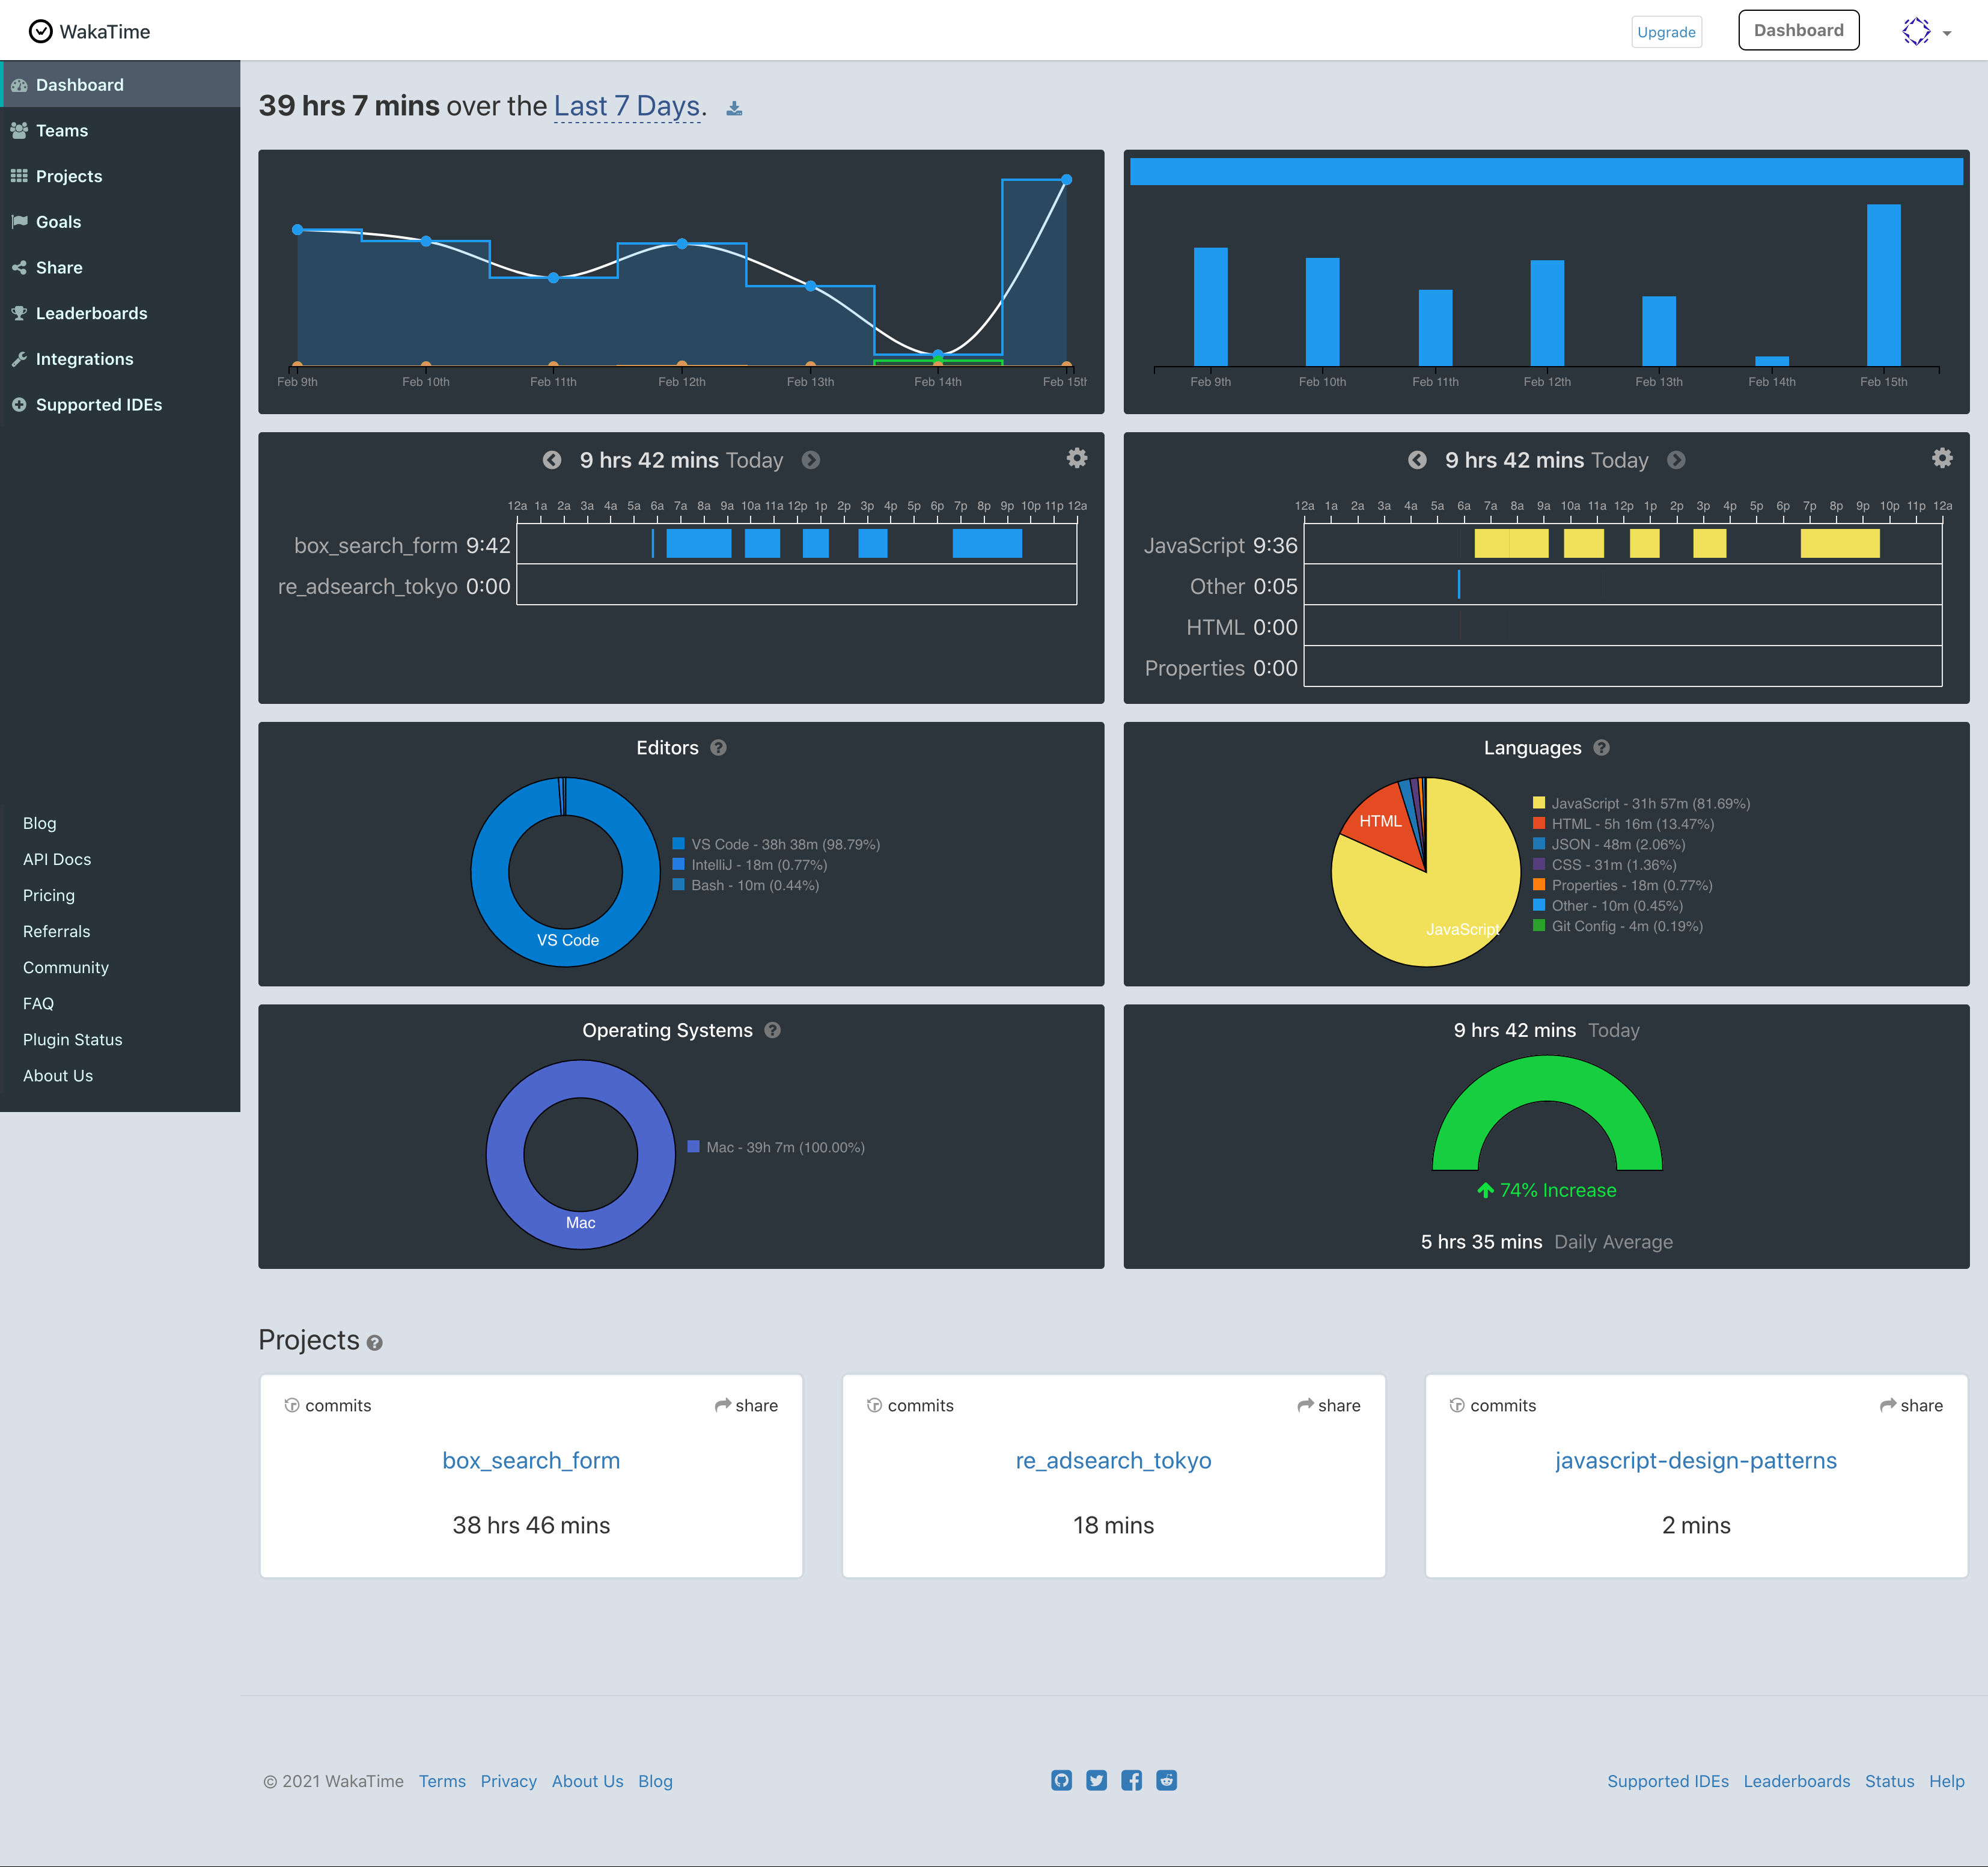 WakaTime
Upgrade
Dashboard
Dashboard
Teams
Projects
Goals
Share
Leaderboards
Integrations
Supported IDEs
Blog
API Docs
Pricing
Referrals
Community
FAQ
Plugin Status
About Us
39 hrs 7 mins over the Last 7 Days.
Feb 9th Feb 10th Feb 11th Feb 12th Feb 13th Feb 14th Feb 15th
Feb 9th Feb 10th Feb 11th Feb 12th Feb 13th Feb 14th Feb 15th
9 hrs 42 mins Today
12a 1a 2a 3a 4a 5a 6a 7a 8a 9a 10a 11a 12p 1p 2p 3p 4p 5p 6p 7p 8p 9p 10p 11p 12a
box_search_form 9:42
re_adsearch_tokyo 0:00
9 hrs 42 mins Today
12a 1a 2a 3a 4a 5a 6a 7a 8a 9a 10a 11a 12p 1p 2p 3p 4p 5p 6p 7p 8p 9p 10p 11p 12a
JavaScript 9:36
Other 0:05
HTML 0:00
Properties 0:00
Editors
VS Code
VS Code - 38h 38m (98.79%)
IntelliJ - 18m (0.77%)
Bash - 10m (0.44%)
Languages
HTML
JavaScript
JavaScript - 31h 57m (81.69%)
HTML - 5h 16m (13.47%)
JSON - 48m (2.06%)
CSS - 31m (1.36%)
Properties - 18m (0.77%)
Other - 10m (0.45%)
Git Config - 4m (0.19%)
Operating Systems
Mac
Mac - 39h 7m (100.00%)
9 hrs 42 mins Today
74% Increase
5 hrs 35 mins Daily Average
Projects
commits share
box_search_form
38 hrs 46 mins
commits share
re_adsearch_tokyo
18 mins
commits share
javascript-design-patterns
2 mins
© 2021 WakaTime Terms Privacy About Us Blog
Supported IDEs Leaderboards Status Help